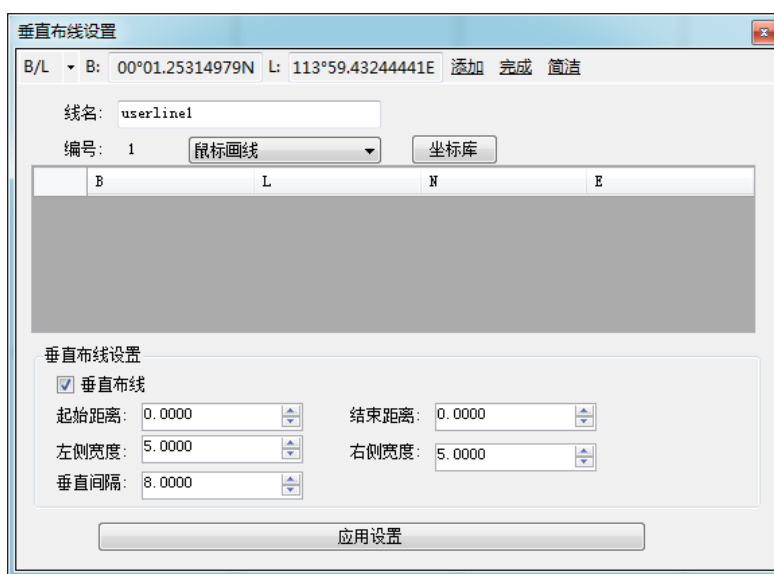 垂直布线设置
B/L B: 00°01.25314979N L: 113°59.43244441E 添加 完成 简洁
线名: userline1
编号: 1 鼠标画线 坐标库
B L N E
垂直布线设置
垂直布线
起始距离: 0.0000 结束距离: 0.0000
左侧宽度: 5.0000 右侧宽度: 5.0000
垂直间隔: 8.0000
应用设置